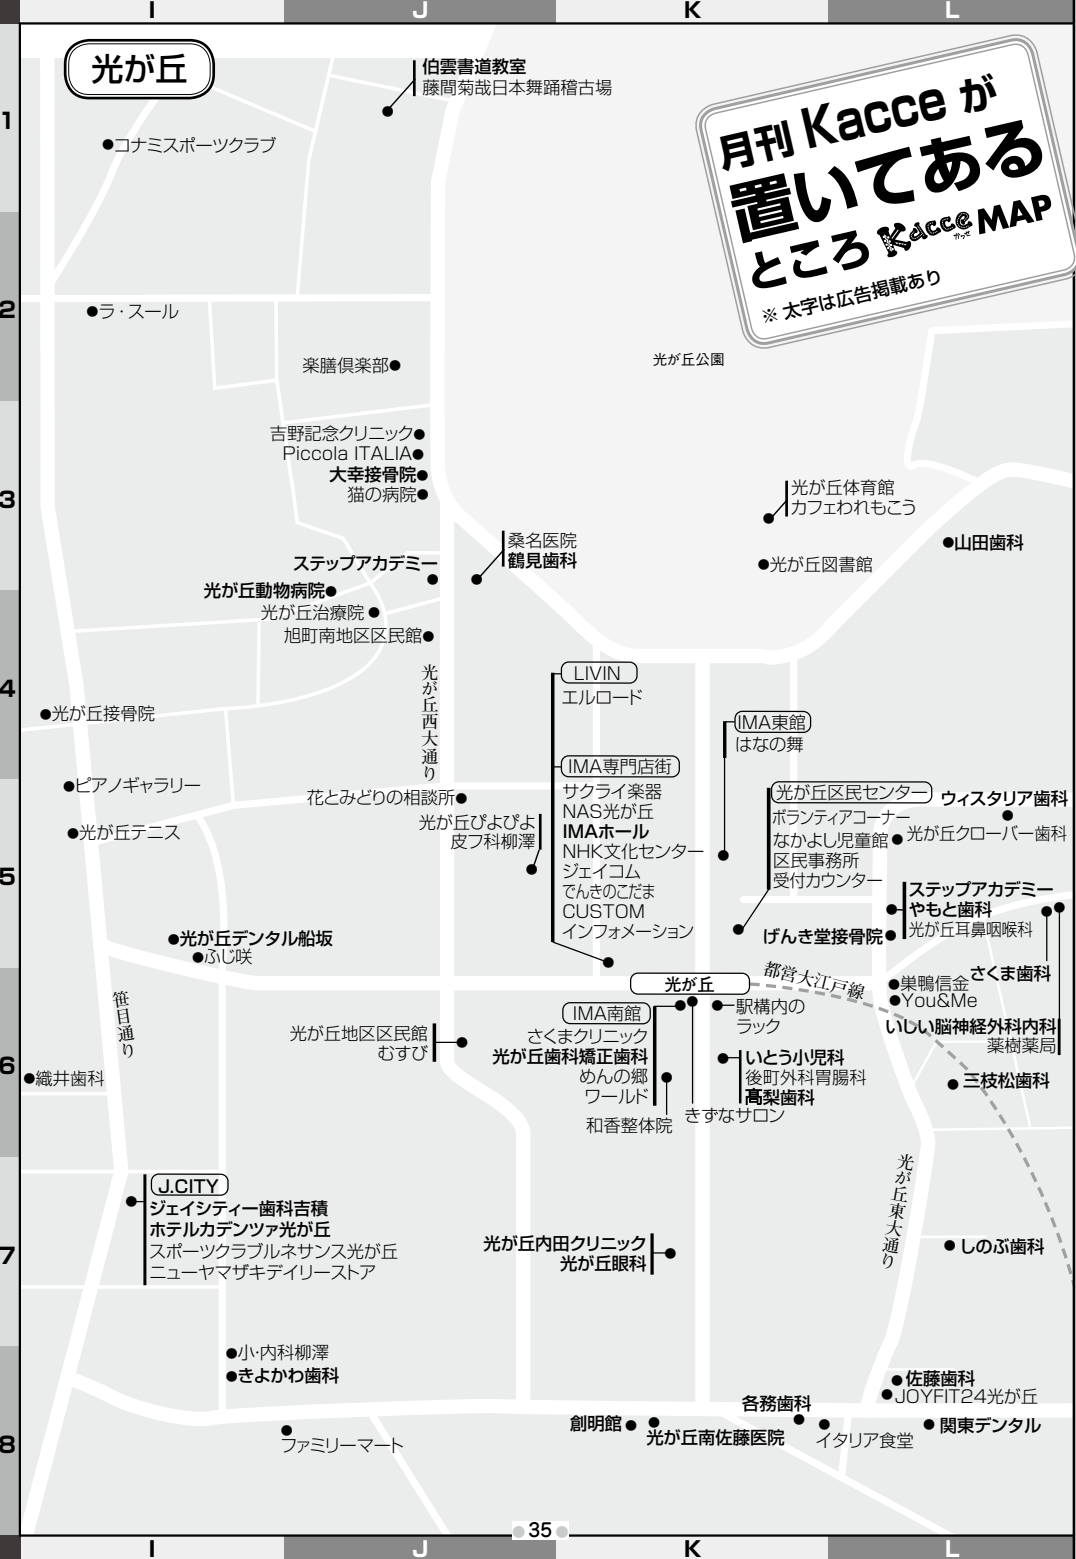 I
J
K
L
光が丘
伯雲書道教室
藤間菊哉日本舞踊稽古場
月刊 Kacce が
置いてある
ところ Kacce MAP
かっせ
※ 太字は広告掲載あり
1
コナミスポーツクラブ
2
ラ・スール
楽膳倶楽部
光が丘公園
吉野記念クリニック
Piccola ITALIA
大幸接骨院
猫の病院
3
光が丘体育館
カフェわれもこう
桑名医院
鶴見歯科
山田歯科
光が丘図書館
ステップアカデミー
光が丘動物病院
光が丘治療院
旭町南地区区民館
4
光が丘西大通り
LIVIN
エルロード
光が丘接骨院
IMA東館
はなの舞
IMA専門店街
サクライ楽器
NAS光が丘
IMAホール
NHK文化センター
ジェイコム
でんきのこだま
CUSTOM
インフォメーション
ピアノギャラリー
花とみどりの相談所
光が丘テニス
光が丘ぴよぴよ
皮フ科柳澤
光が丘区民センター
ボランティアコーナー
なかよし児童館
区民事務所
受付カウンター
ウィスタリア歯科
光が丘クローバー歯科
5
ステップアカデミー
やもと歯科
光が丘耳鼻咽喉科
げんき堂接骨院
光が丘デンタル船坂
ふじ咲
さくま歯科
都営大江戸線
光が丘
巣鴨信金
You&Me
笹目通り
IMA南館
さくまクリニック
光が丘歯科矯正歯科
めんの郷
ワールド
駅構内の
ラック
いしい脳神経外科内科
薬樹薬局
光が丘地区区民館
むすび
6
いとう小児科
後町外科胃腸科
髙梨歯科
織井歯科
三枝松歯科
きずなサロン
和香整体院
光が丘東大通り
J.CITY
ジェイシティー歯科吉積
ホテルカデンツァ光が丘
スポーツクラブルネサンス光が丘
ニューヤマザキデイリーストア
7
光が丘内田クリニック
光が丘眼科
しのぶ歯科
小・内科柳澤
きよかわ歯科
佐藤歯科
JOYFIT24光が丘
各務歯科
創明館
光が丘南佐藤医院
イタリア食堂
関東デンタル
8
ファミリーマート
35
I
J
K
L